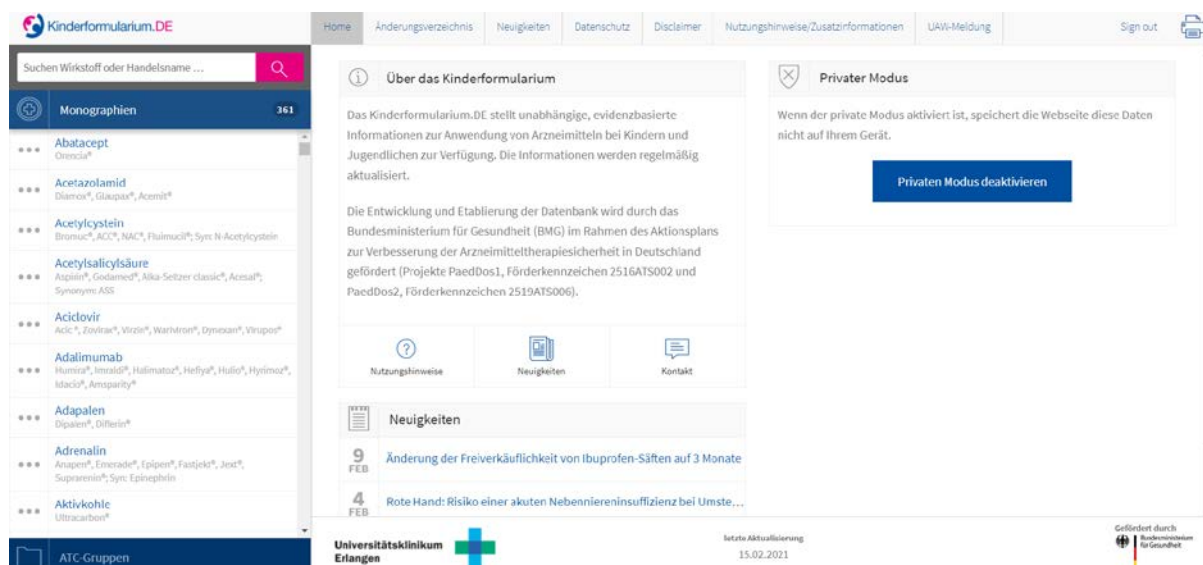 Kinderformularium.DE
Home
Änderungsverzeichnis
Neuigkeiten
Datenschutz
Disclaimer
Nutzungshinweise/Zusatzinformationen
UAW-Meldung
Sign out
Suchen Wirkstoff oder Handelsname ...
Monographien
361
Abatacept
Orencia®
Acetazolamid
Diamox®, Glaupax®, Acemit®
Acetylcystein
Bromuc®, ACC®, NAC®, Fluimucil®; Syn: N-Acetylcystein
Acetylsalicylsäure
Aspirin®, Godamed®, Alka-Seltzer classic®, Acesal®;
Synonym: ASS
Aciclovir
Acic®, Zovirax®, Virzin®, Wariviron®, Dynexan®, Virupos®
Adalimumab
Humira®, Imraldi®, Halimatoz®, Hefiya®, Hulio®, Hyrimoz®,
Idacio®, Amsparity®
Adapalen
Dipalen®, Differin®
Adrenalin
Anapen®, Emerade®, Epipen®, Fastjekt®, Jext®,
Suprarenin®; Syn: Epinephrin
Aktivkohle
Ultracarbon®
ATC-Gruppen
Über das Kinderformularium
Das Kinderformularium.DE stellt unabhängige, evidenzbasierte
Informationen zur Anwendung von Arzneimitteln bei Kindern und
Jugendlichen zur Verfügung. Die Informationen werden regelmäßig
aktualisiert.
Die Entwicklung und Etablierung der Datenbank wird durch das
Bundesministerium für Gesundheit (BMG) im Rahmen des Aktionsplans
zur Verbesserung der Arzneimitteltherapiesicherheit in Deutschland
gefördert (Projekte PaedDos1, Förderkennzeichen 2516ATS002 und
PaedDos2, Förderkennzeichen 2519ATS006).
Nutzungshinweise
Neuigkeiten
Kontakt
Neuigkeiten
9
FEB
Änderung der Freiverkäuflichkeit von Ibuprofen-Säften auf 3 Monate
4
FEB
Rote Hand: Risiko einer akuten Nebenniereninsuffizienz bei Umste...
Privater Modus
Wenn der private Modus aktiviert ist, speichert die Webseite diese Daten
nicht auf Ihrem Gerät.
Privaten Modus deaktivieren
Universitätsklinikum
Erlangen
letzte Aktualisierung
15.02.2021
Gefördert durch
Bundesministerium
für Gesundheit